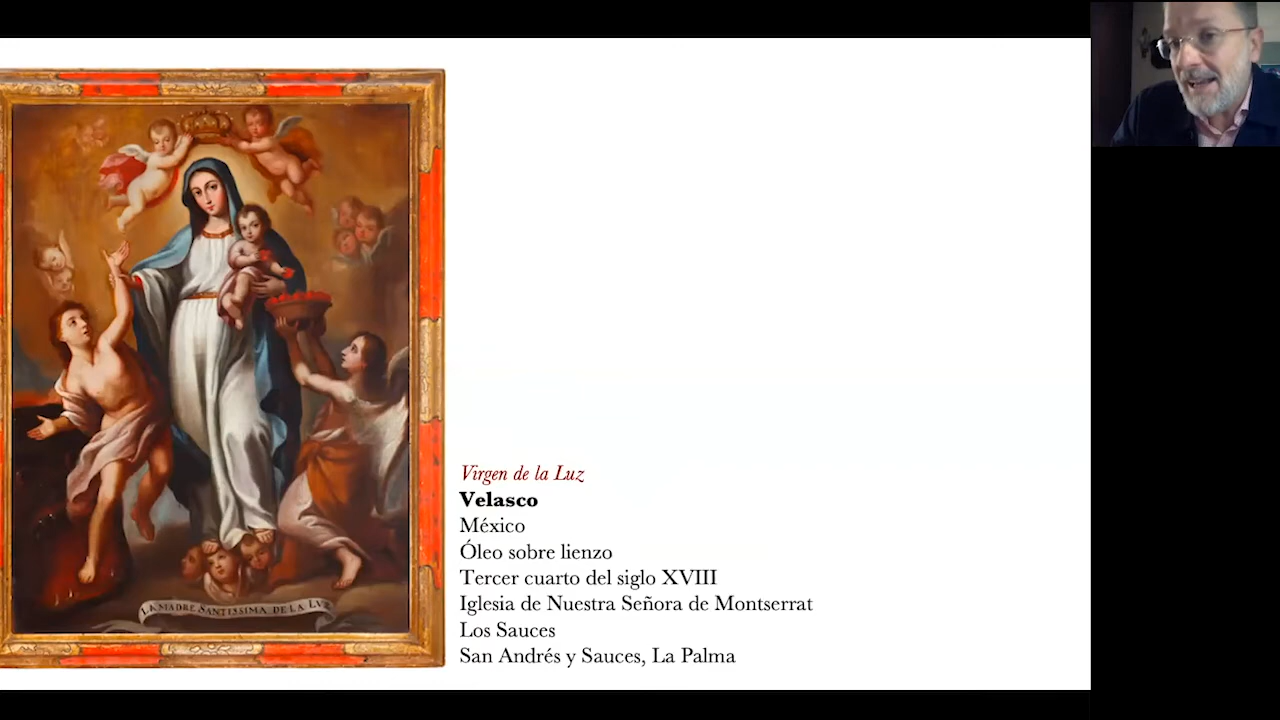 LA MADRE SANTISSIMA DE LA LVZ
Virgen de la Luz
Velasco
México
Óleo sobre lienzo
Tercer cuarto del siglo XVIII
Iglesia de Nuestra Señora de Montserrat
Los Sauces
San Andrés y Sauces, La Palma